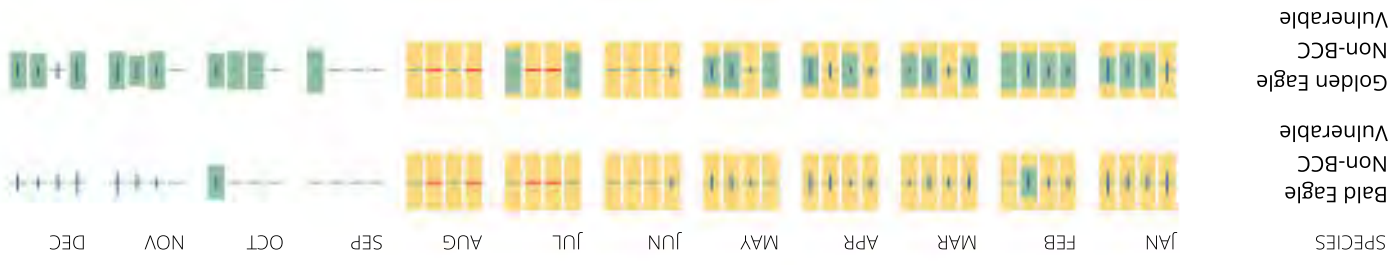 SPECIES JAN FEB MAR APR MAY JUN JUL AUG SEP OCT NOV DEC
Bald Eagle
Non-BCC
Vulnerable
Golden Eagle
Non-BCC
Vulnerable